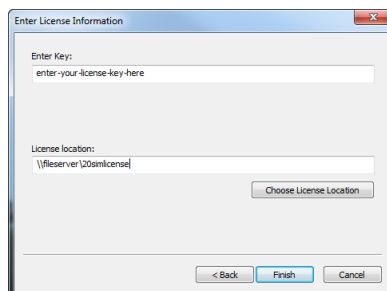 Enter License Information
Enter Key:
enter-your-license-key-here
License location:
\\fileserver\20simlicense
Choose License Location
< Back
Finish
Cancel